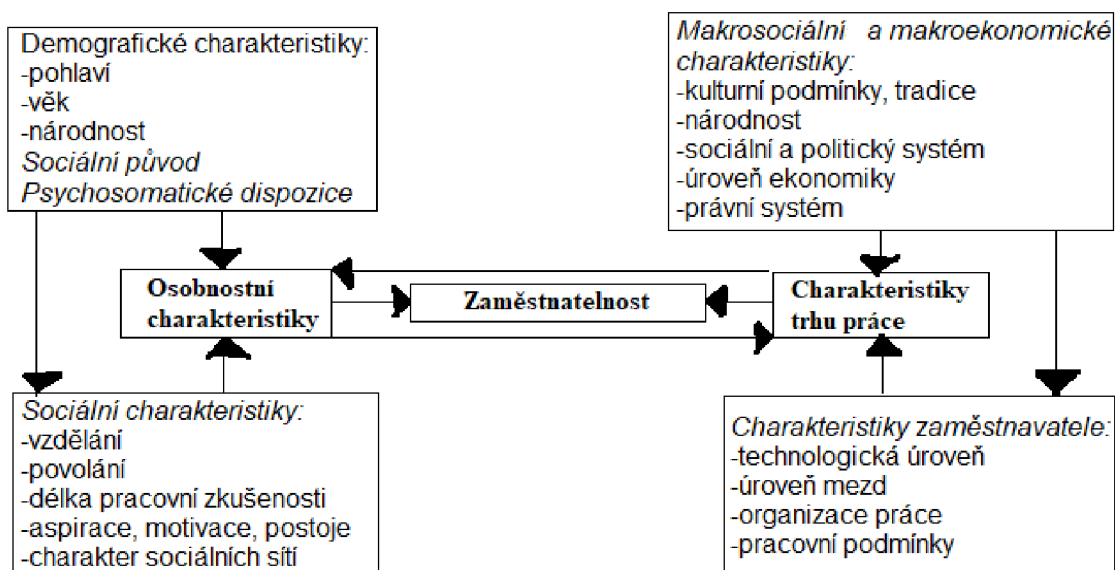 Demografické charakteristiky:
-pohlaví
-věk
-národnost
Sociální původ
Psychosomatické dispozice
Makrosociální a makroekonomické
charakteristiky:
-kulturní podmínky, tradice
-národnost
-sociální a politický systém
-úroveň ekonomiky
-právní systém
Osobnostní
charakteristiky
Zaměstnatelnost
Charakteristiky
trhu práce
Sociální charakteristiky:
-vzdělání
-povolání
-délka pracovní zkušenosti
-aspirace, motivace, postoje
-charakter sociálních sítí
Charakteristiky zaměstnavatele:
-technologická úroveň
-úroveň mezd
-organizace práce
-pracovní podmínky